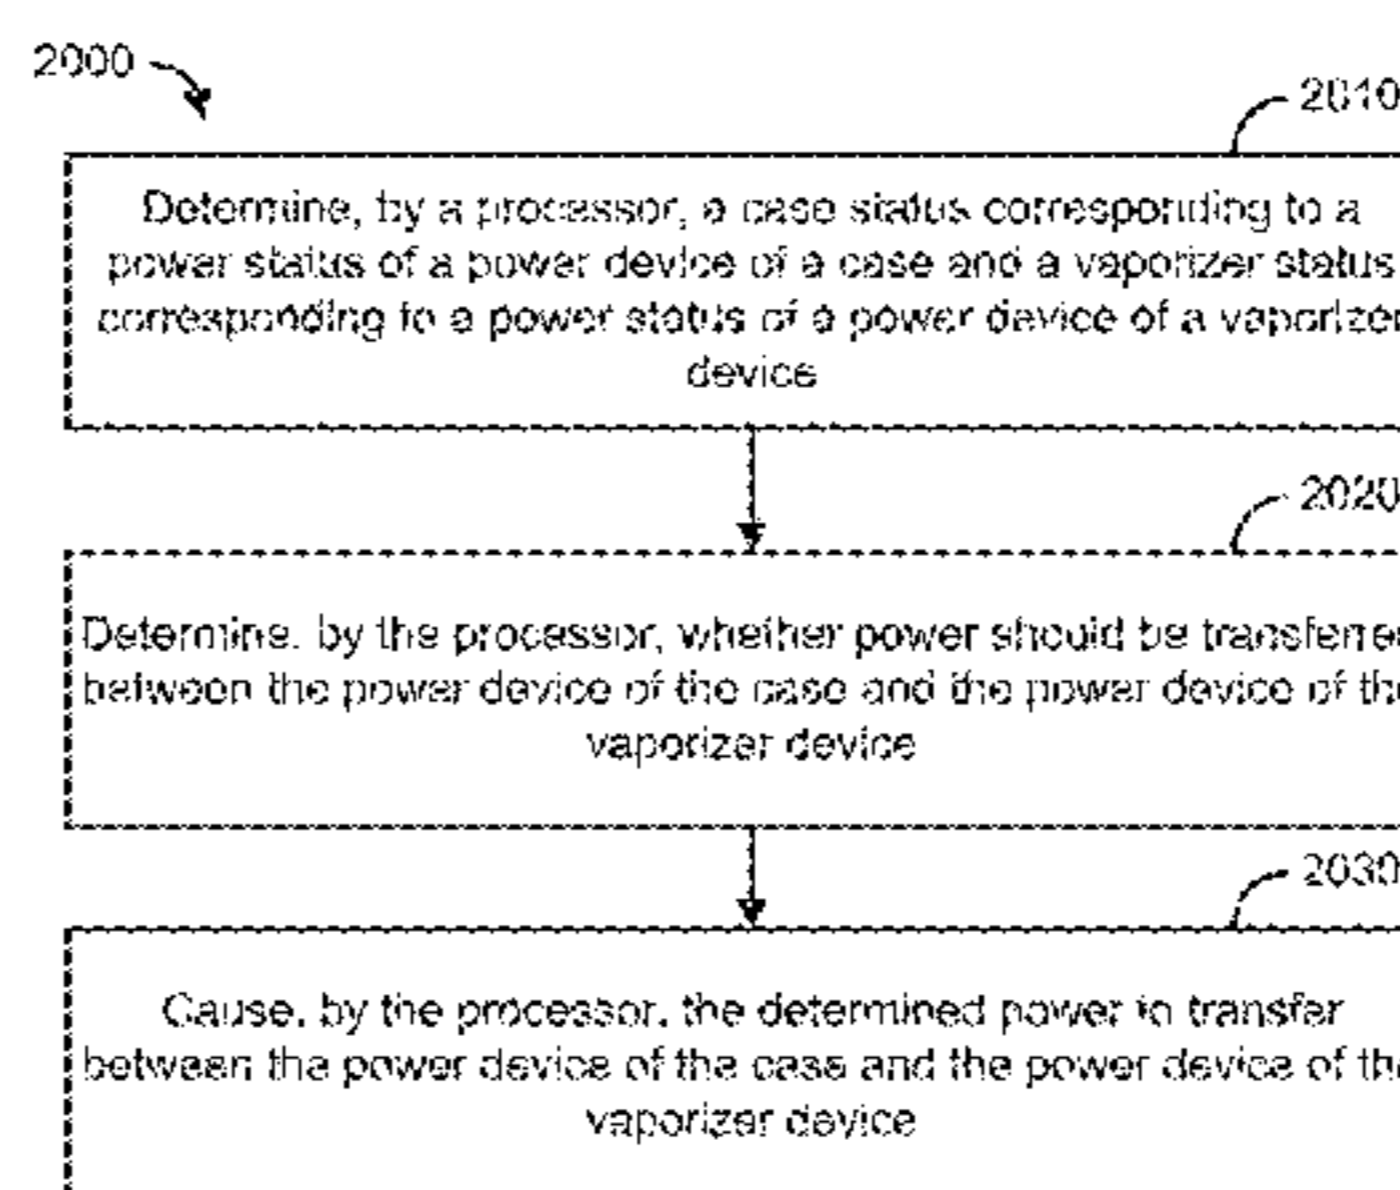 2000
2010
Determine, by a processor, a case status corresponding to a
power status of a power device of a case and a vaporizer status
corresponding to a power status of a power device of a vaporizer
device
2020
Determine, by the processor, whether power should be transferre
between the power device of the case and the power device of the
vaporizer device
2030
Cause, by the processor, the determined power to transfer
between the power device of the case and the power device of the
vaporizer device